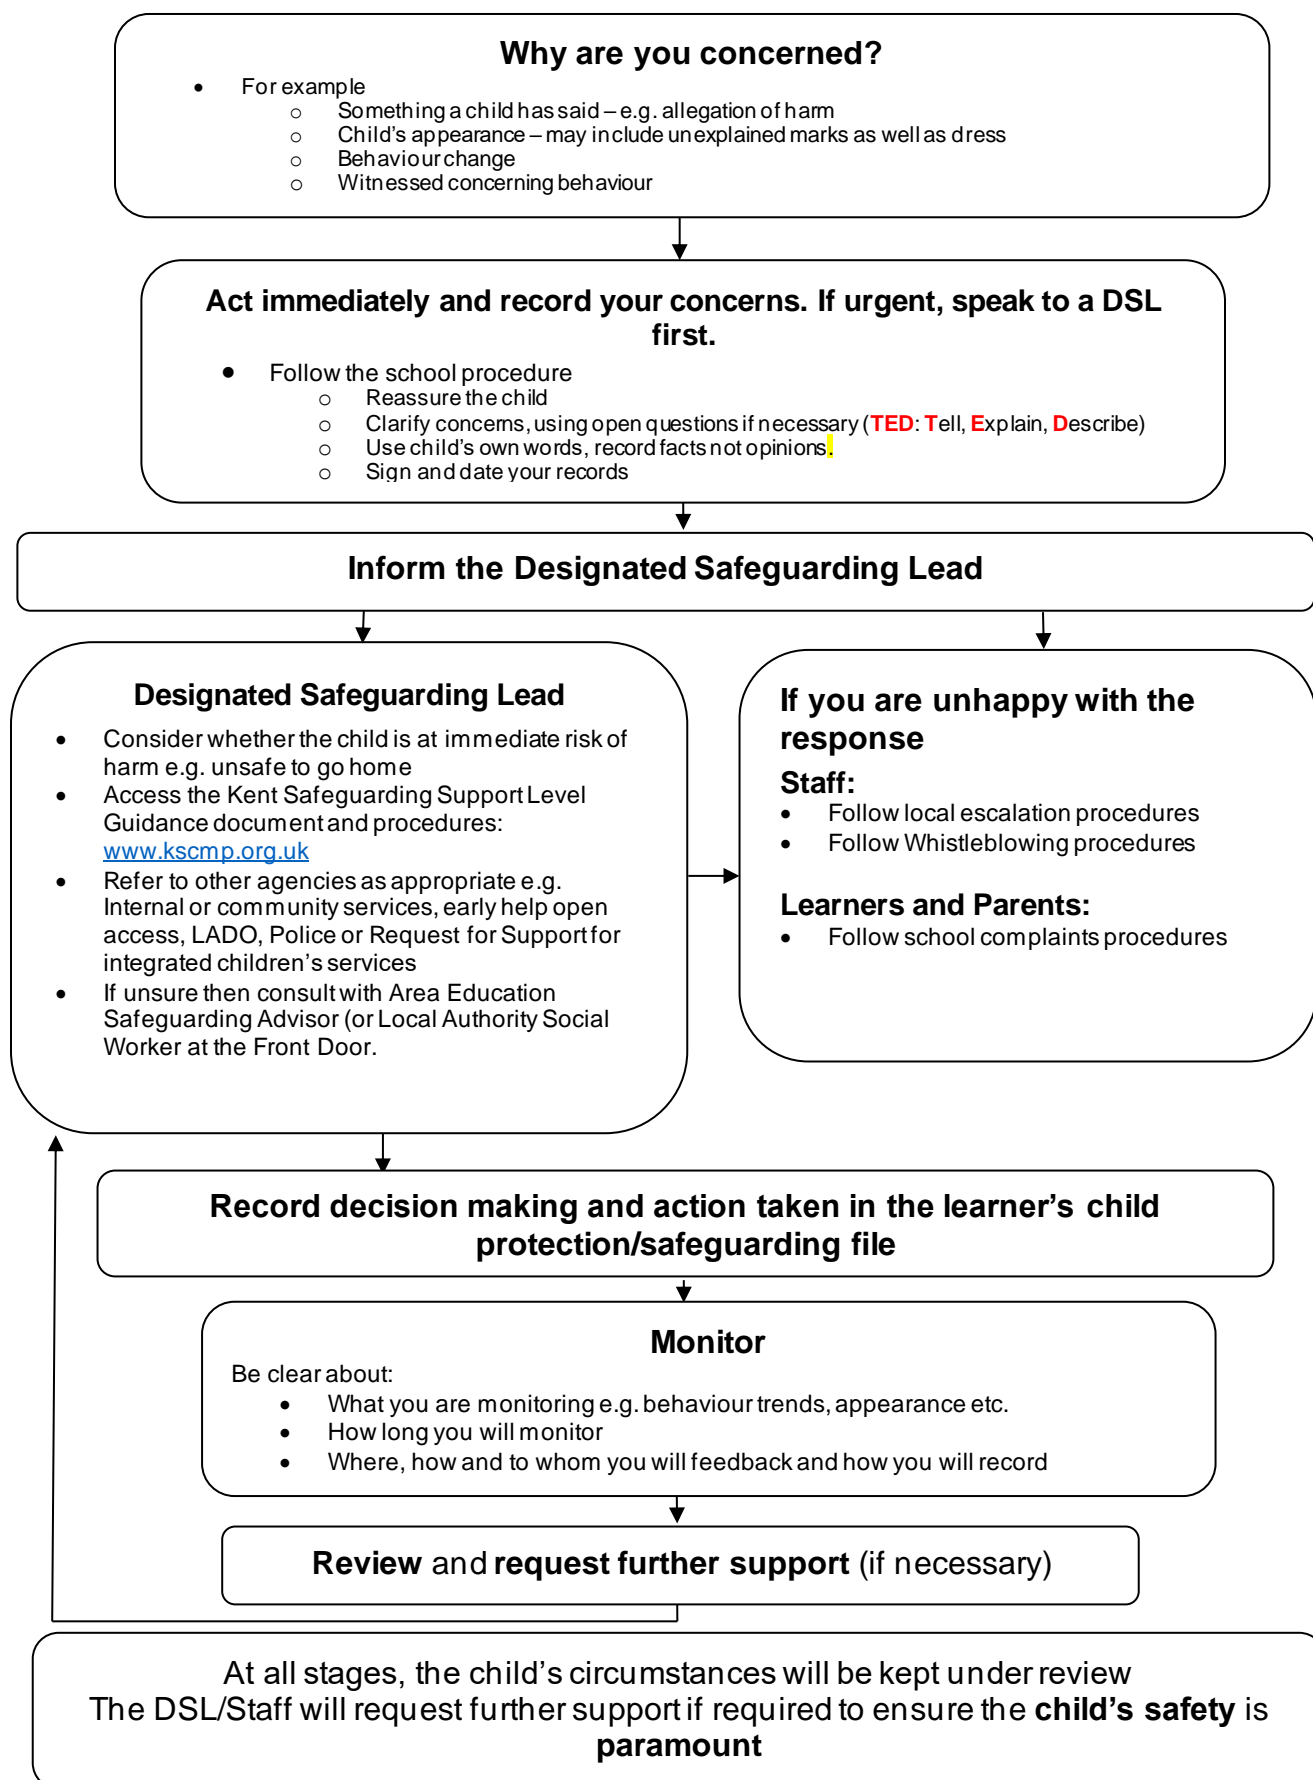 Why are you concerned?
• For example
o Something a child has said – e.g. allegation of harm
o Child's appearance – may include unexplained marks as well as dress
o Behaviour change
o Witnessed concerning behaviour
Act immediately and record your concerns. If urgent, speak to a DSL
first.
• Follow the school procedure
o Reassure the child
o Clarify concerns, using open questions if necessary (TED: Tell, Explain, Describe)
o Use child's own words, record facts not opinions.
o Sign and date your records
Inform the Designated Safeguarding Lead
Designated Safeguarding Lead
• Consider whether the child is at immediate risk of
harm e.g. unsafe to go home
• Access the Kent Safeguarding Support Level
Guidance document and procedures:
www.kscmp.org.uk
• Refer to other agencies as appropriate e.g.
Internal or community services, early help open
access, LADO, Police or Request for Support for
integrated children's services
• If unsure then consult with Area Education
Safeguarding Advisor (or Local Authority Social
Worker at the Front Door.
If you are unhappy with the
response
Staff:
• Follow local escalation procedures
• Follow Whistleblowing procedures
Learners and Parents:
• Follow school complaints procedures
Record decision making and action taken in the learner's child
protection/safeguarding file
Monitor
Be clear about:
• What you are monitoring e.g. behaviour trends, appearance etc.
• How long you will monitor
• Where, how and to whom you will feedback and how you will record
Review and request further support (if necessary)
At all stages, the child's circumstances will be kept under review
The DSL/Staff will request further support if required to ensure the child's safety is
paramount